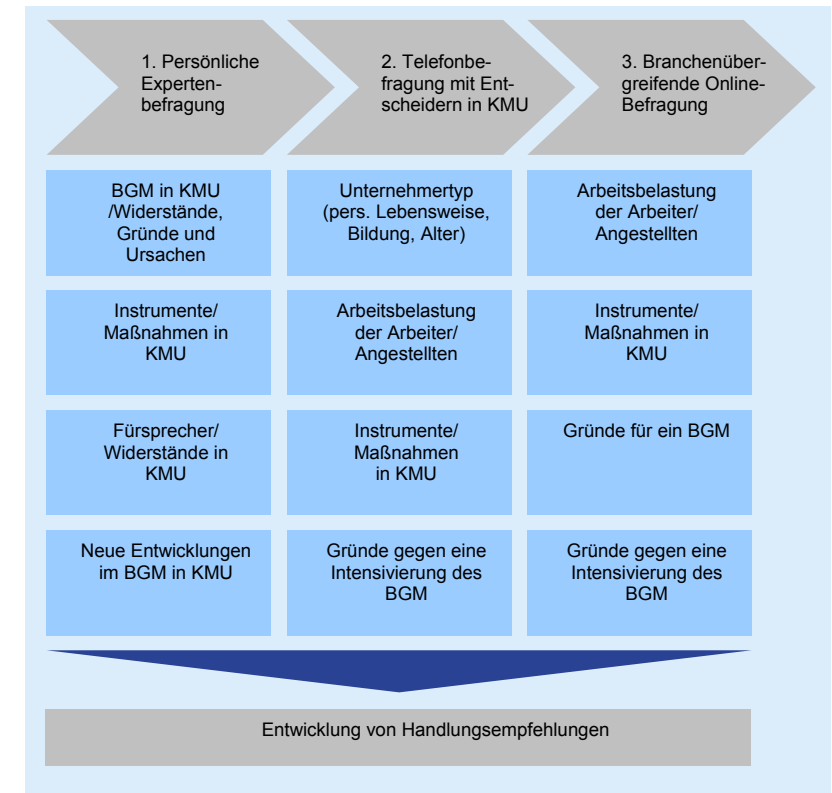 1. Persönliche
Experten-
befragung
2. Telefonbe-
fragung mit Ent-
scheidern in KMU
3. Branchenüber-
greifende Online-
Befragung
BGM in KMU
/Widerstände,
Gründe und
Ursachen
Unternehmertyp
(pers. Lebensweise,
Bildung, Alter)
Arbeitsbelastung
der Arbeiter/
Angestellten
Instrumente/
Maßnahmen in
KMU
Arbeitsbelastung
der Arbeiter/
Angestellten
Instrumente/
Maßnahmen in
KMU
Fürsprecher/
Widerstände in
KMU
Instrumente/
Maßnahmen
in KMU
Gründe für ein BGM
Neue Entwicklungen
im BGM in KMU
Gründe gegen eine
Intensivierung des
BGM
Gründe gegen eine
Intensivierung des
BGM
Entwicklung von Handlungsempfehlungen